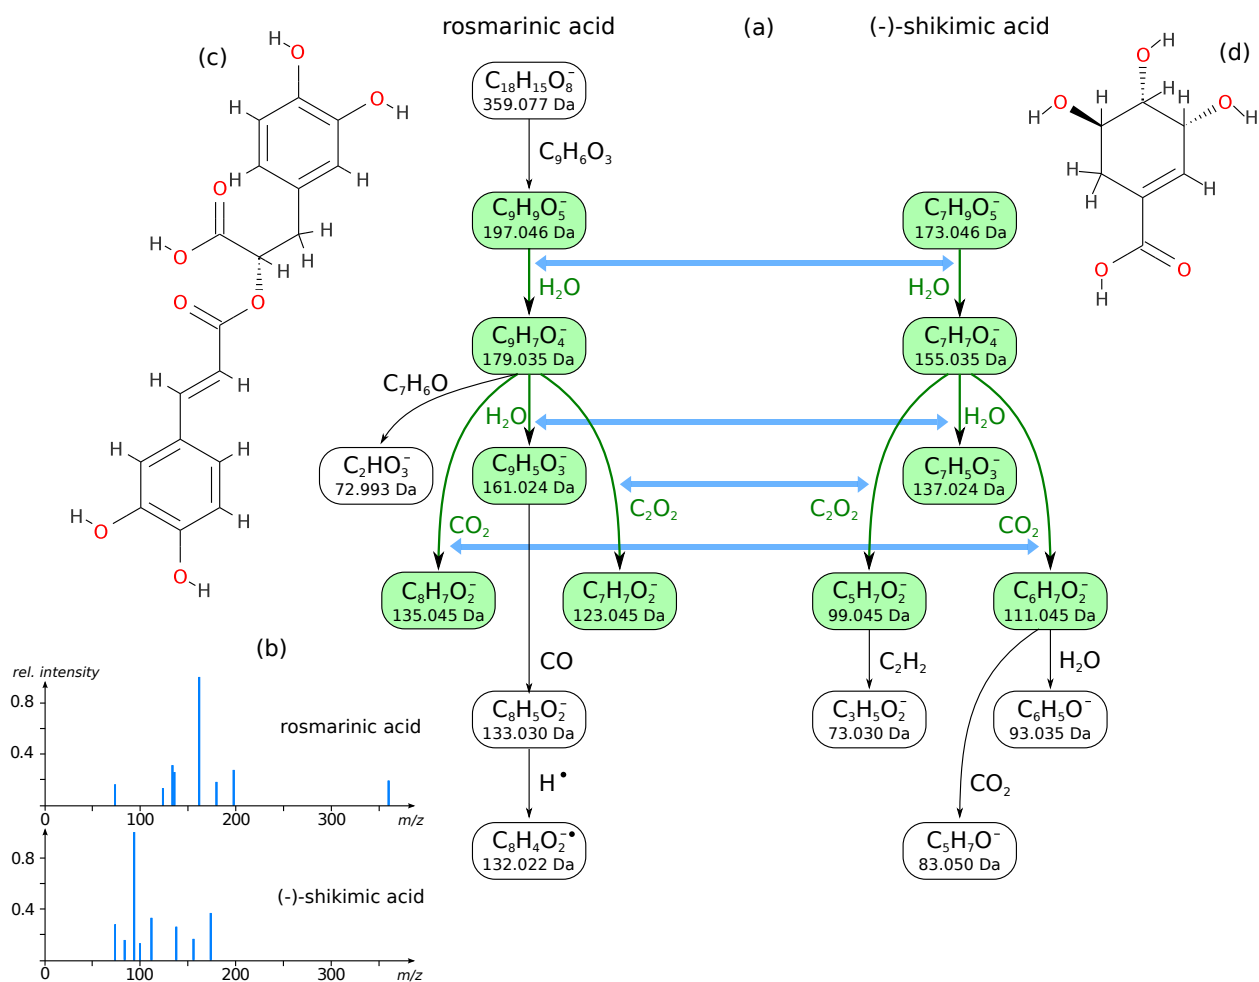 rosmarinic acid
(a)
(-)-shikimic acid
(c)
(d)
C₁₈H₁₅O₈⁻
359.077 Da
C₉H₆O₃
C₉H₉O₅⁻
197.046 Da
C₇H₉O₅⁻
173.046 Da
H₂O
H₂O
C₉H₇O₄⁻
179.035 Da
C₇H₇O₄⁻
155.035 Da
C₇H₆O
H₂O
H₂O
C₂HO₃⁻
72.993 Da
C₉H₅O₃⁻
161.024 Da
C₇H₅O₃⁻
137.024 Da
CO₂
C₂O₂
C₂O₂
CO₂
C₈H₇O₂⁻
135.045 Da
C₇H₇O₂⁻
123.045 Da
C₅H₇O₂⁻
99.045 Da
C₆H₇O₂⁻
111.045 Da
CO
C₂H₂
H₂O
C₈H₅O₂⁻
133.030 Da
C₃H₅O₂⁻
73.030 Da
C₆H₅O⁻
93.035 Da
H•
CO₂
C₈H₄O₂⁻•
132.022 Da
C₅H₇O⁻
83.050 Da
H
O
O
H
H
H
H
O
H
O
H
H
H
H
O
O
H
H
H
H
H
H
O
O
H
H
O
O
H
H
H
H
O
H
H
H
H
O
O
H
(b)
rel. intensity
0.8
rosmarinic acid
0.4
0
100
200
300
m/z
0.8
(-)-shikimic acid
0.4
0
100
200
300
m/z